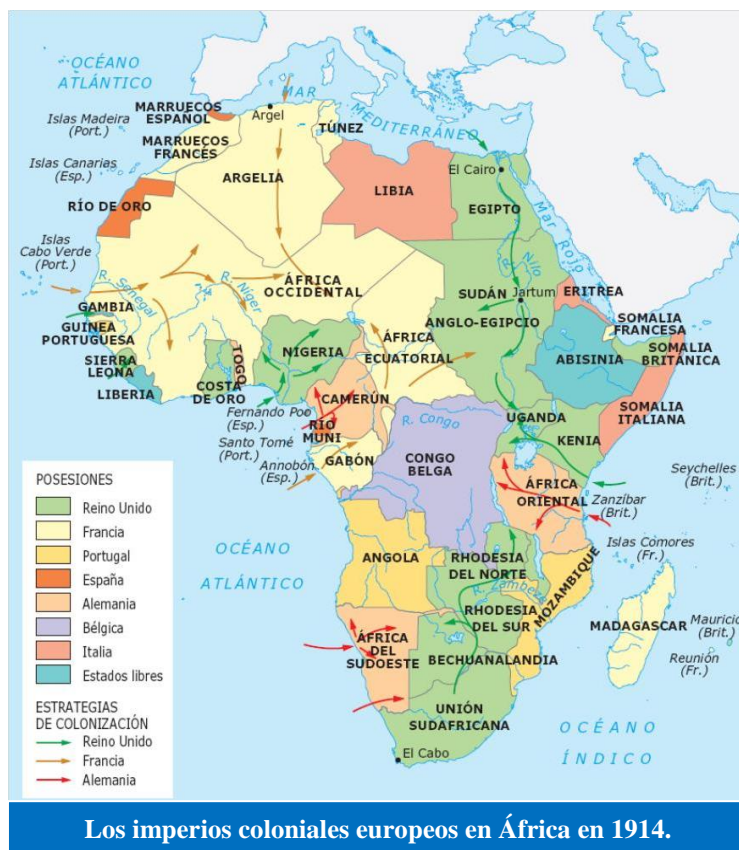 OCÉANO
ATLÁNTICO
MAR
MEDITERRÁNEO
MARRUECOS
ESPAÑOL
Argel
TÚNEZ
Islas Madeira
(Port.)
MARRUECOS
FRANCÉS
Islas Canarias
(Esp.)
El Cairo
ARGELIA
LIBIA
EGIPTO
RÍO DE ORO
Mar Rojo
Islas
Cabo Verde
(Port.)
R. Senegal
R. Níger
ÁFRICA
OCCIDENTAL
Nilo
SUDÁN
Jartum
ANGLO-EGIPCIO
ERITREA
GAMBIA
SOMALIA
FRANCESA
GUINEA
PORTUGUESA
ÁFRICA
ECUATORIAL
SOMALIA
BRITÁNICA
NIGERIA
ABISINIA
SIERRA
LEONA
TOGO
COSTA
DE ORO
LIBERIA
CAMERÚN
SOMALIA
ITALIANA
Fernando Poo
(Esp.)
RÍO
MUNI
UGANDA
R. Congo
KENIA
Santo Tomé
(Port.)
GABÓN
CONGO
BELGA
Annobón
(Esp.)
Seychelles
(Brit.)
ÁFRICA
ORIENTAL
Zanzíbar
(Brit.)
Islas Comores
(Fr.)
OCÉANO
ATLÁNTICO
ANGOLA
RHODESIA
DEL NORTE
R. Zambeze
MOZAMBIQUE
RHODESIA
DEL SUR
MADAGASCAR
Mauricio
(Brit.)
ÁFRICA
DEL
SUDOESTE
BECHUANALANDIA
Reunión
(Fr.)
UNIÓN
SUDAFRICANA
OCÉANO
ÍNDICO
El Cabo
POSESIONES
Reino Unido
Francia
Portugal
España
Alemania
Bélgica
Italia
Estados libres
ESTRATEGIAS
DE COLONIZACIÓN
Reino Unido
Francia
Alemania
Los imperios coloniales europeos en África en 1914.